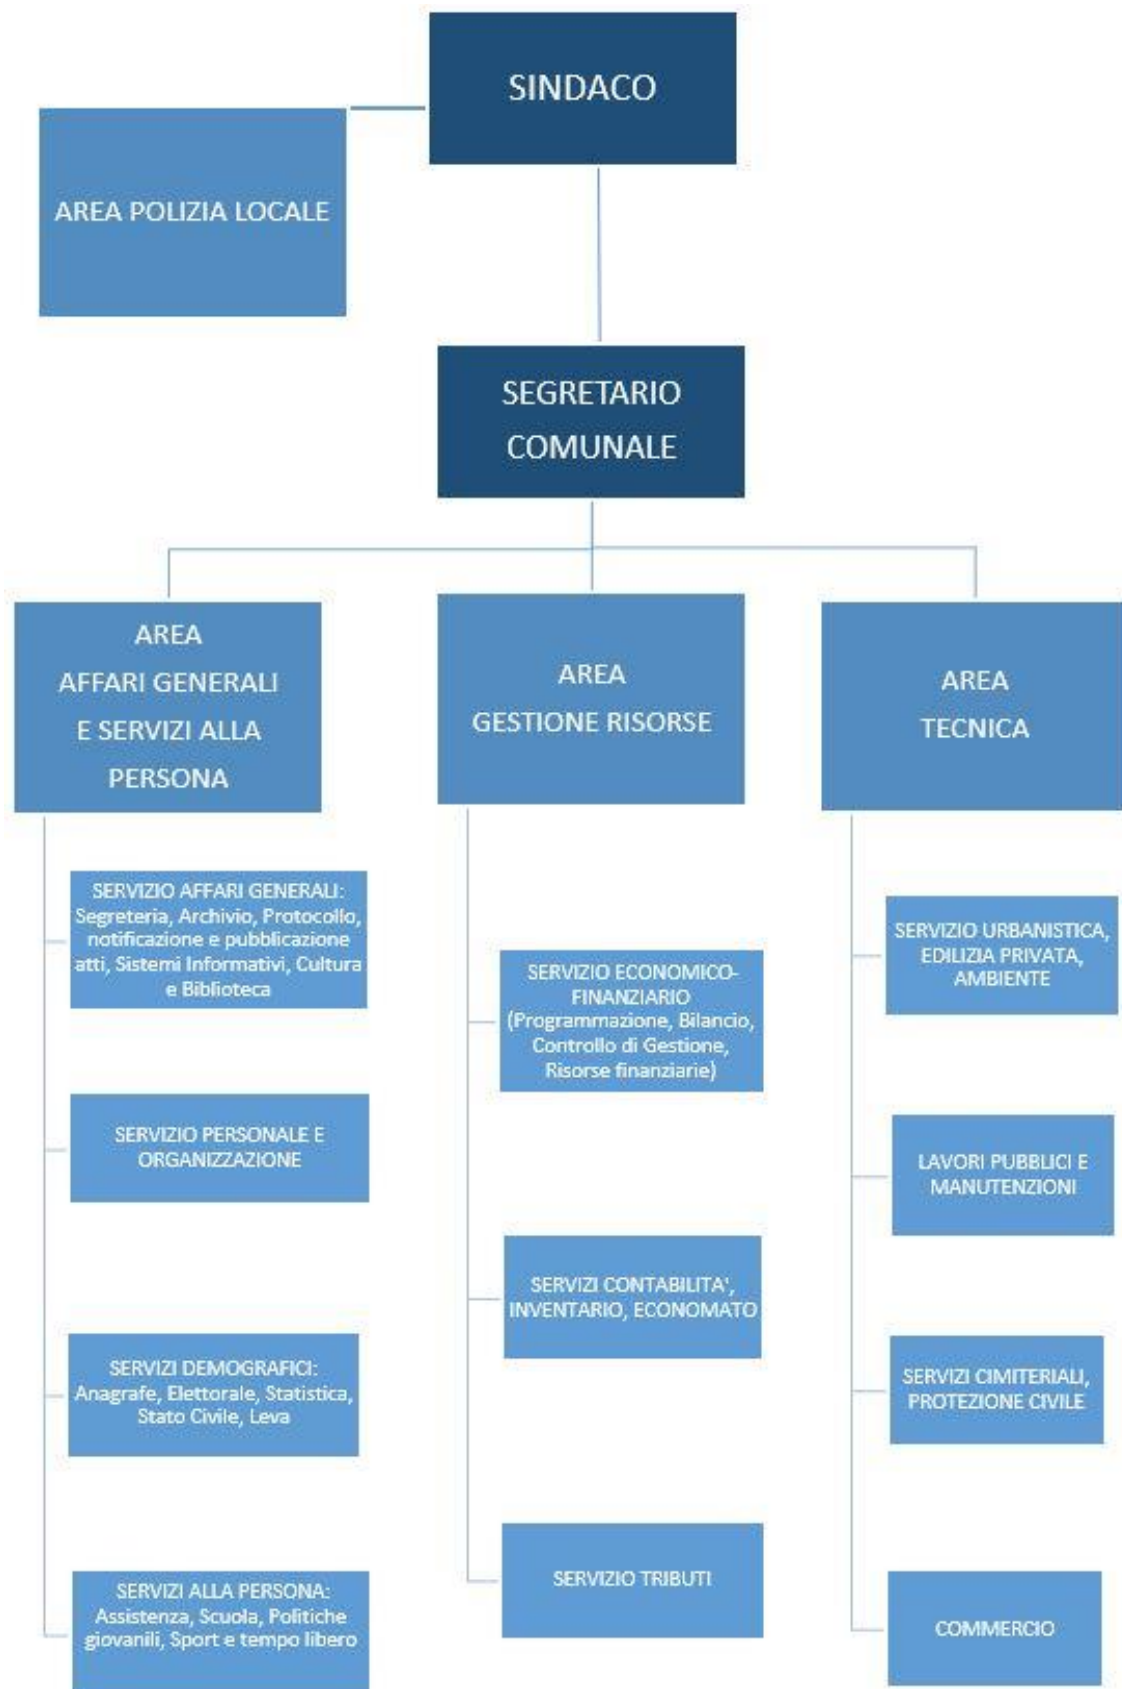 SINDACO
AREA POLIZIA LOCALE
SEGRETARIO
COMUNALE
AREA
AFFARI GENERALI
E SERVIZI ALLA
PERSONA
SERVIZIO AFFARI GENERALI:
Segreteria, Archivio, Protocollo,
notificazione e pubblicazione
atti, Sistemi Informativi, Cultura
e Biblioteca
SERVIZIO PERSONALE E
ORGANIZZAZIONE
SERVIZI DEMOGRAFICI:
Anagrafe, Elettorale, Statistica,
Stato Civile, Leva
SERVIZI ALLA PERSONA:
Assistenza, Scuola, Politiche
giovanili, Sport e tempo libero
AREA
GESTIONE RISORSE
SERVIZIO ECONOMICO-
FINANZIARIO
(Programmazione, Bilancio,
Controllo di Gestione,
Risorse finanziarie)
SERVIZI CONTABILITA',
INVENTARIO, ECONOMATO
SERVIZIO TRIBUTI
AREA
TECNICA
SERVIZIO URBANISTICA,
EDILIZIA PRIVATA,
AMBIENTE
LAVORI PUBBLICI E
MANUTENZIONI
SERVIZI CIMITERIALI,
PROTEZIONE CIVILE
COMMERCIO